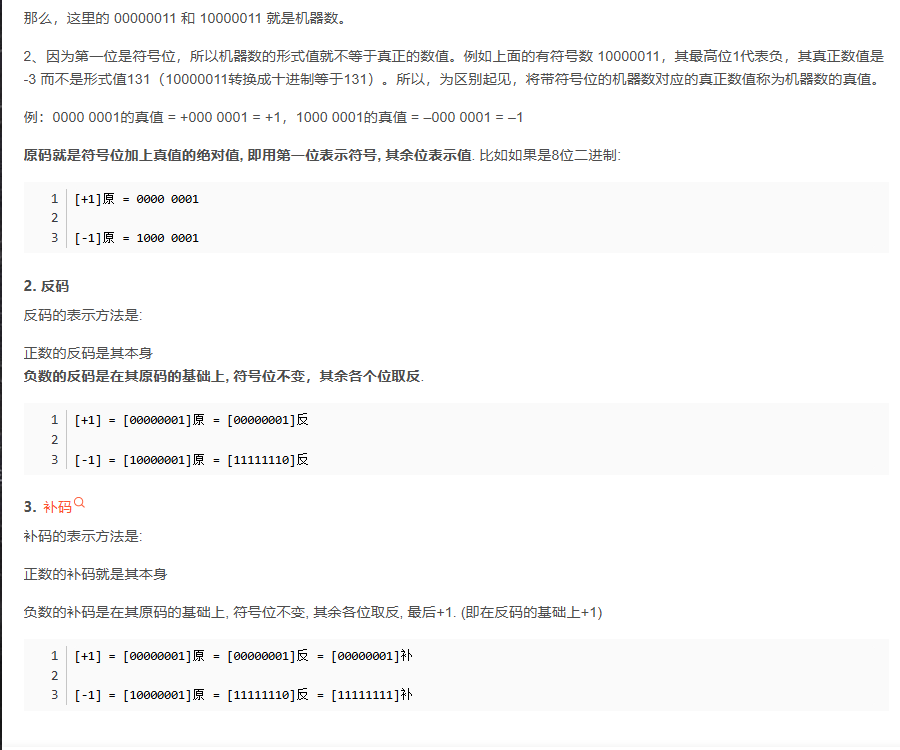 那么，这里的 00000011 和 10000011 就是机器数。
2、因为第一位是符号位，所以机器数的形式值就不等于真正的数值。例如上面的有符号数 10000011，其最高位1代表负，其真正数值是
-3 而不是形式值131（10000011转换成十进制等于131）。所以，为区别起见，将带符号位的机器数对应的真正数值称为机器数的真值。
例：0000 0001的真值 = +000 0001 = +1，1000 0001的真值 = –000 0001 = –1
原码就是符号位加上真值的绝对值, 即用第一位表示符号, 其余位表示值. 比如如果是8位二进制:
1 [+1]原 = 0000 0001
2
3 [-1]原 = 1000 0001
2. 反码
反码的表示方法是:
正数的反码是其本身
负数的反码是在其原码的基础上, 符号位不变，其余各个位取反.
1 [+1] = [00000001]原 = [00000001]反
2
3 [-1] = [10000001]原 = [11111110]反
3. 补码
补码的表示方法是:
正数的补码就是其本身
负数的补码是在其原码的基础上, 符号位不变, 其余各位取反, 最后+1. (即在反码的基础上+1)
1 [+1] = [00000001]原 = [00000001]反 = [00000001]补
2
3 [-1] = [10000001]原 = [11111110]反 = [11111111]补